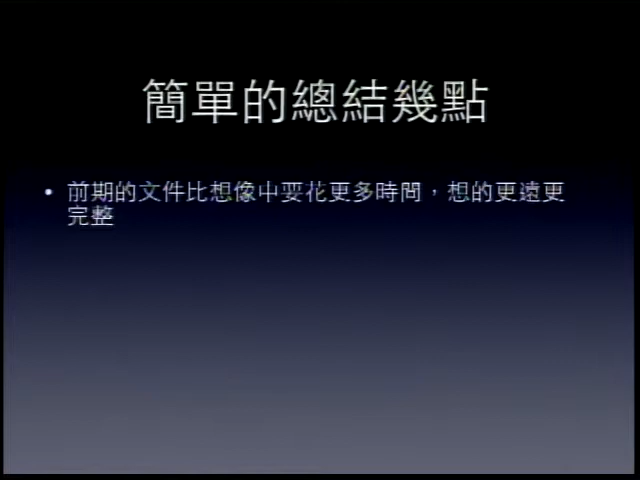 簡單的總結幾點
• 前期的文件比想像中要花更多時間，想的更遠更
完整